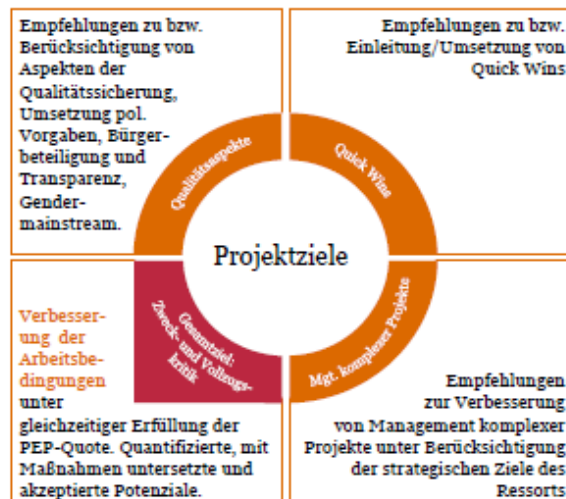 Empfehlungen zu bzw.
Berücksichtigung von
Aspekten der
Qualitätssicherung,
Umsetzung pol.
Vorgaben, Bürger-
beteiligung und
Transparenz,
Gender-
mainstream.
Empfehlungen zu bzw.
Einleitung/Umsetzung von
Quick Wins
Qualitätsaspekte
Quick Wins
Projektziele
Gesamtziel:
Zweck- und Vollzugs-
kritik
Mgt. komplexer Projekte
Verbesser-
ung der
Arbeitsbe-
dingungen
unter
gleichzeitiger Erfüllung der
PEP-Quote. Quantifizierte, mit
Maßnahmen untersetzte und
akzeptierte Potenziale.
Empfehlungen
zur Verbesserung
von Management komplexer
Projekte unter Berücksichtigung
der strategischen Ziele des
Ressorts